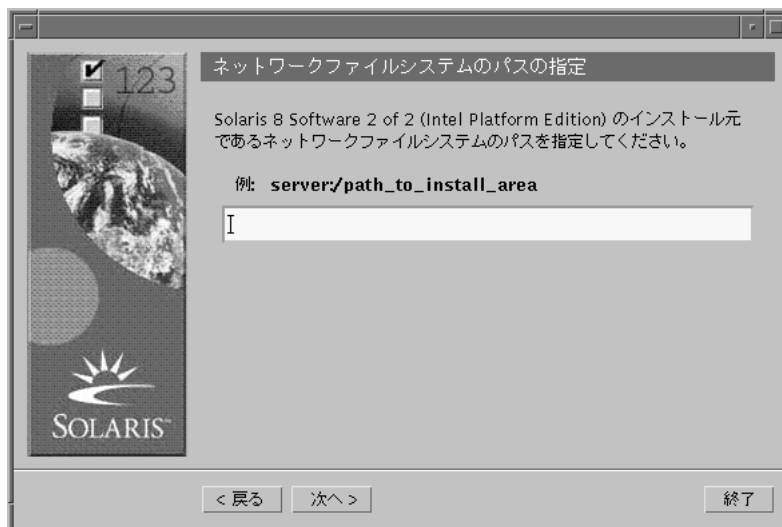 123
ネットワークファイルシステムのパスの指定
Solaris 8 Software 2 of 2 (Intel Platform Edition) のインストール元
であるネットワークファイルシステムのパスを指定してください。
例: server:/path_to_install_area
SOLARIS™
< 戻る 次へ > 終了